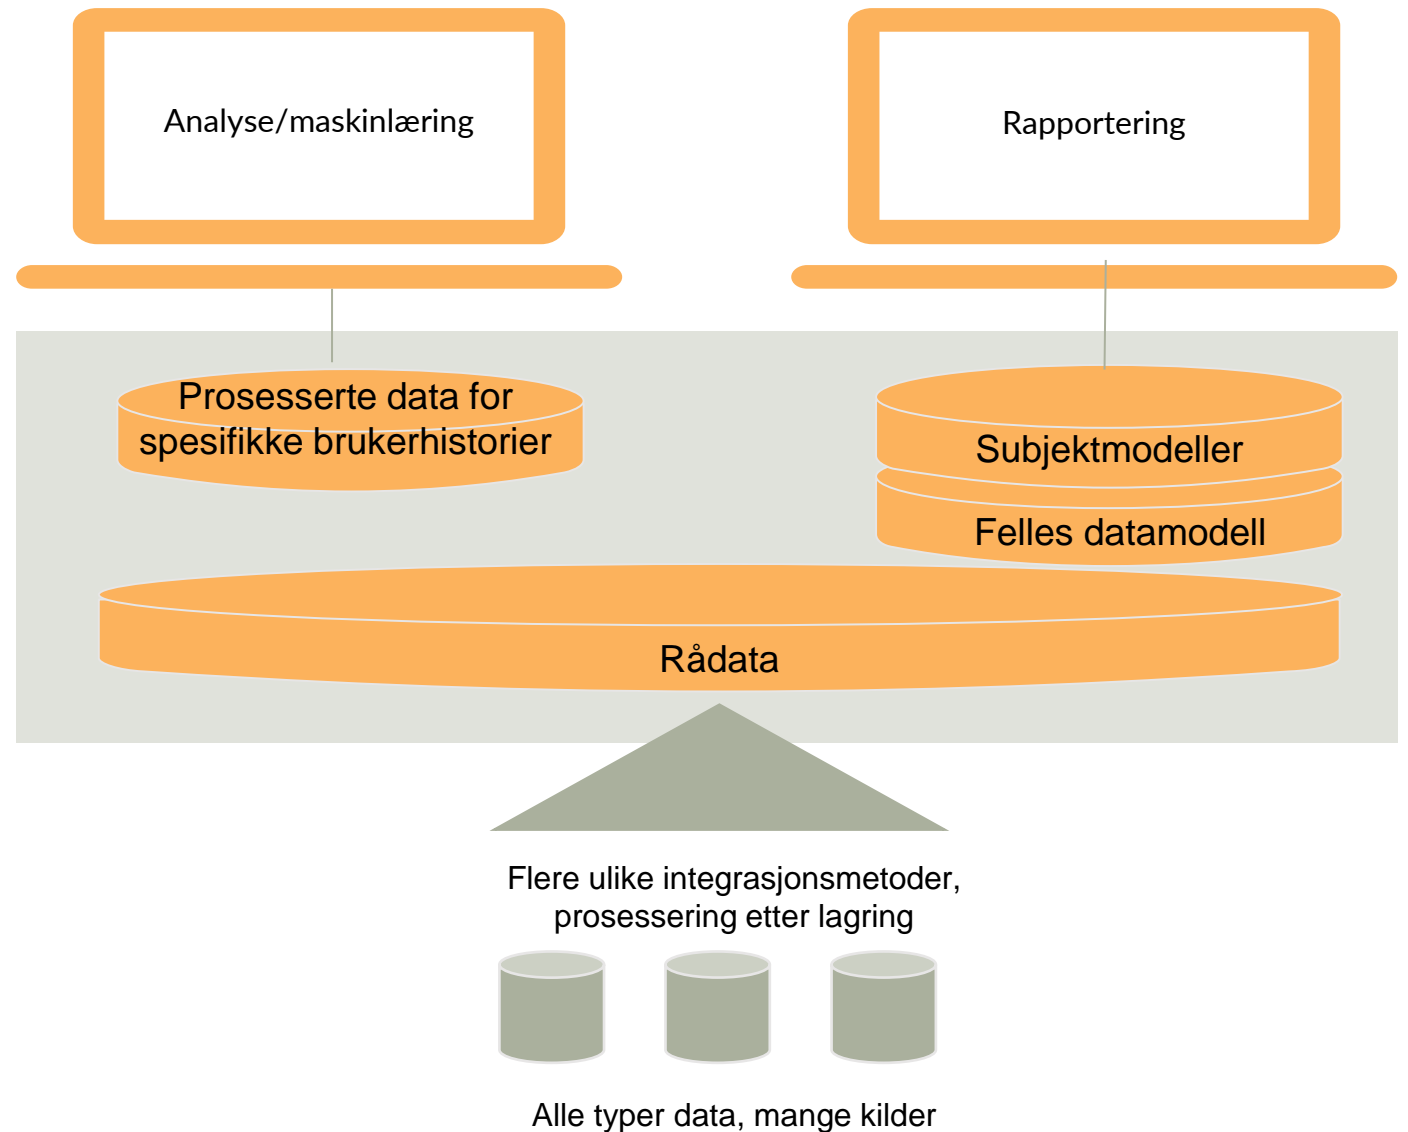 Analyse/maskinlæring
Rapportering
Prosesserte data for
spesifikke brukerhistorier
Subjektmodeller
Felles datamodell
Rådata
Flere ulike integrasjonsmetoder,
prosessering etter lagring
Alle typer data, mange kilder